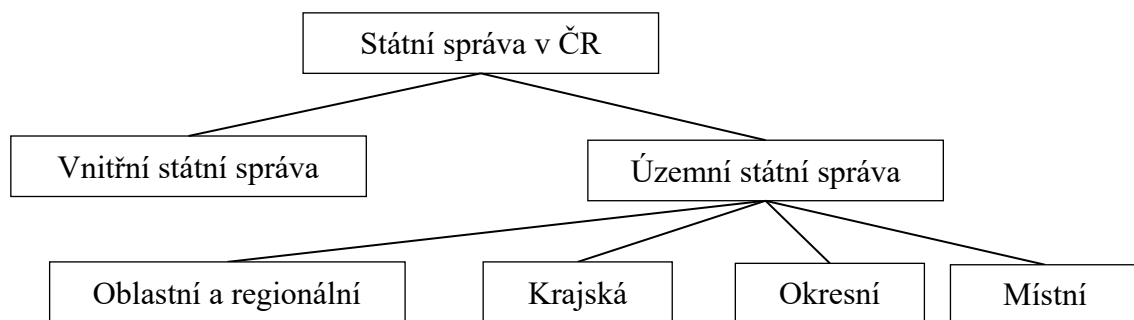 Státní správa v ČR
Vnitřní státní správa
Územní státní správa
Oblastní a regionální
Krajská
Okresní
Místní